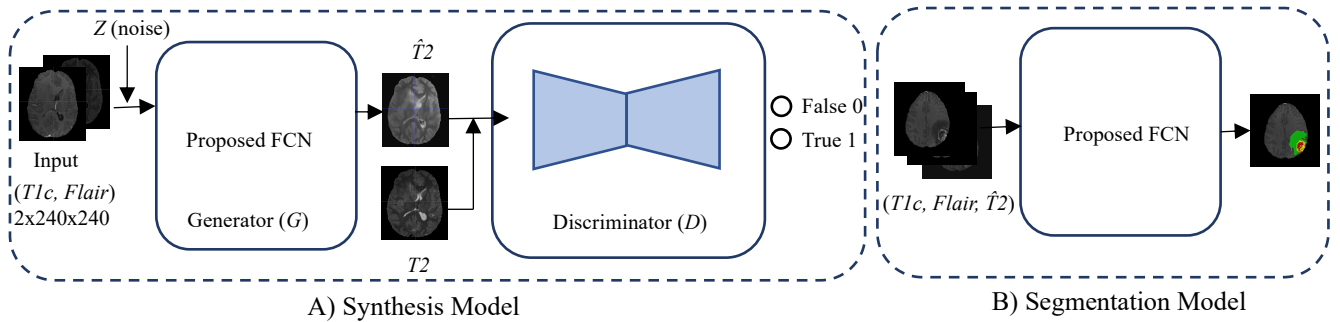 Z (noise)
Input
(T1c, Flair)
2x240x240
Proposed FCN
Generator (G)
T̂2
T2
Discriminator (D)
False 0
True 1
A) Synthesis Model
(T1c, Flair, T̂2)
Proposed FCN
B) Segmentation Model